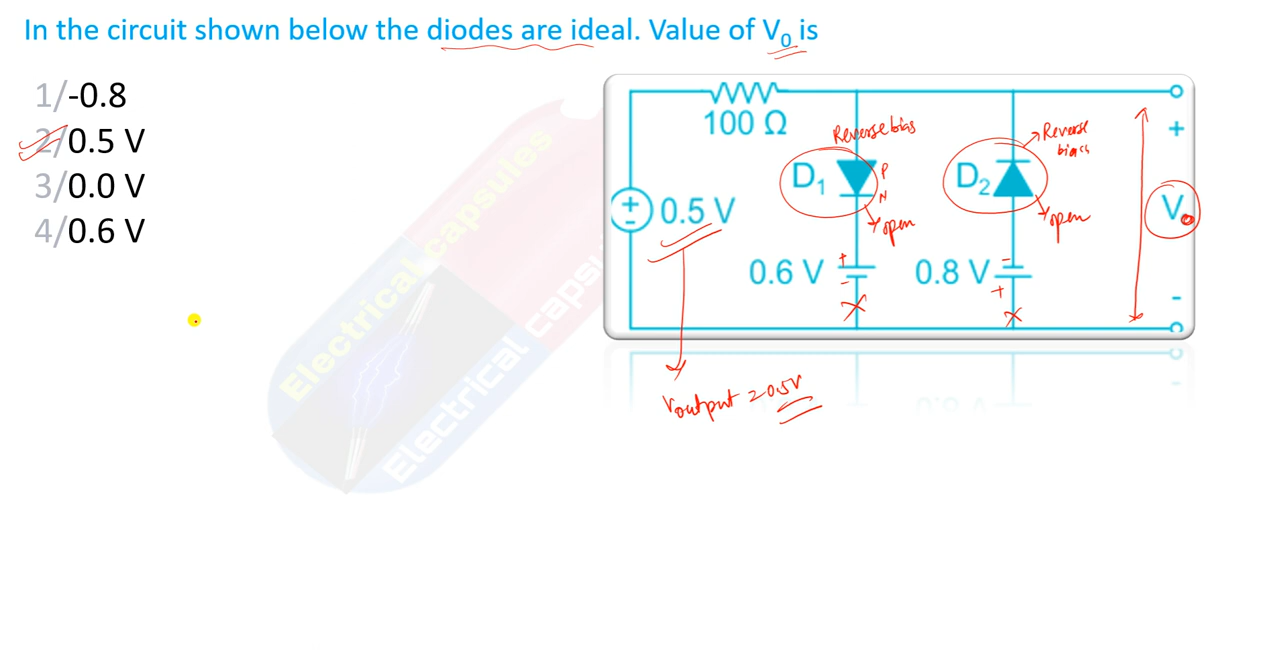 In the circuit shown below the diodes are ideal. Value of V₀ is
1/-0.8
2/0.5 V
3/0.0 V
4/0.6 V
100 Ω
Reverse bias
Reverse
bias
D₁
P
N
D₂
open
open
0.5 V
V₀
+
-
+
-
0.6 V
+
-
0.8 V
-
+
Voutput = 0.5V
Electrical capsules
Electrical capsu